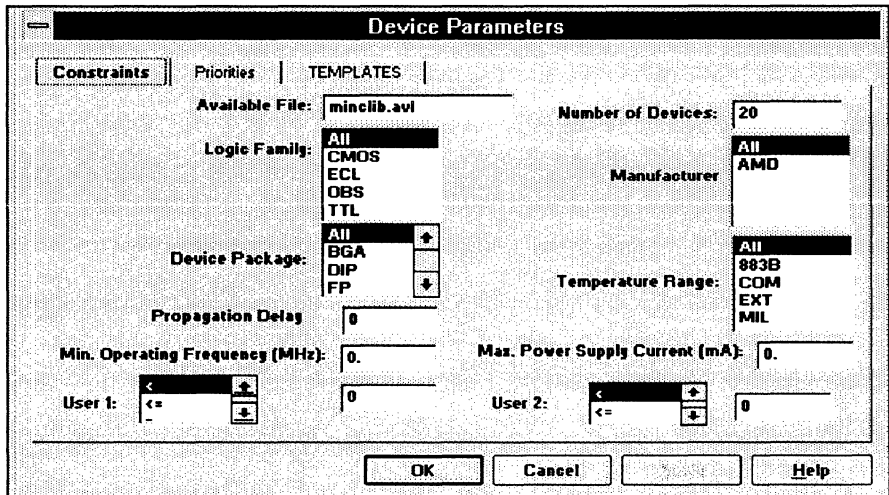 Device Parameters
Constraints
Priorities
TEMPLATES
Available File: minclib.avl
Number of Devices: 20
Logic Family:
All
CMOS
ECL
OBS
TTL
Manufacturer
All
AMD
Device Package:
All
BGA
DIP
FP
Temperature Range:
All
883B
COM
EXT
MIL
Propagation Delay 0
Min. Operating Frequency (MHz): 0.
Max. Power Supply Current (mA): 0.
User 1:
<
<=
0
User 2:
<
<=
0
OK
Cancel
Help